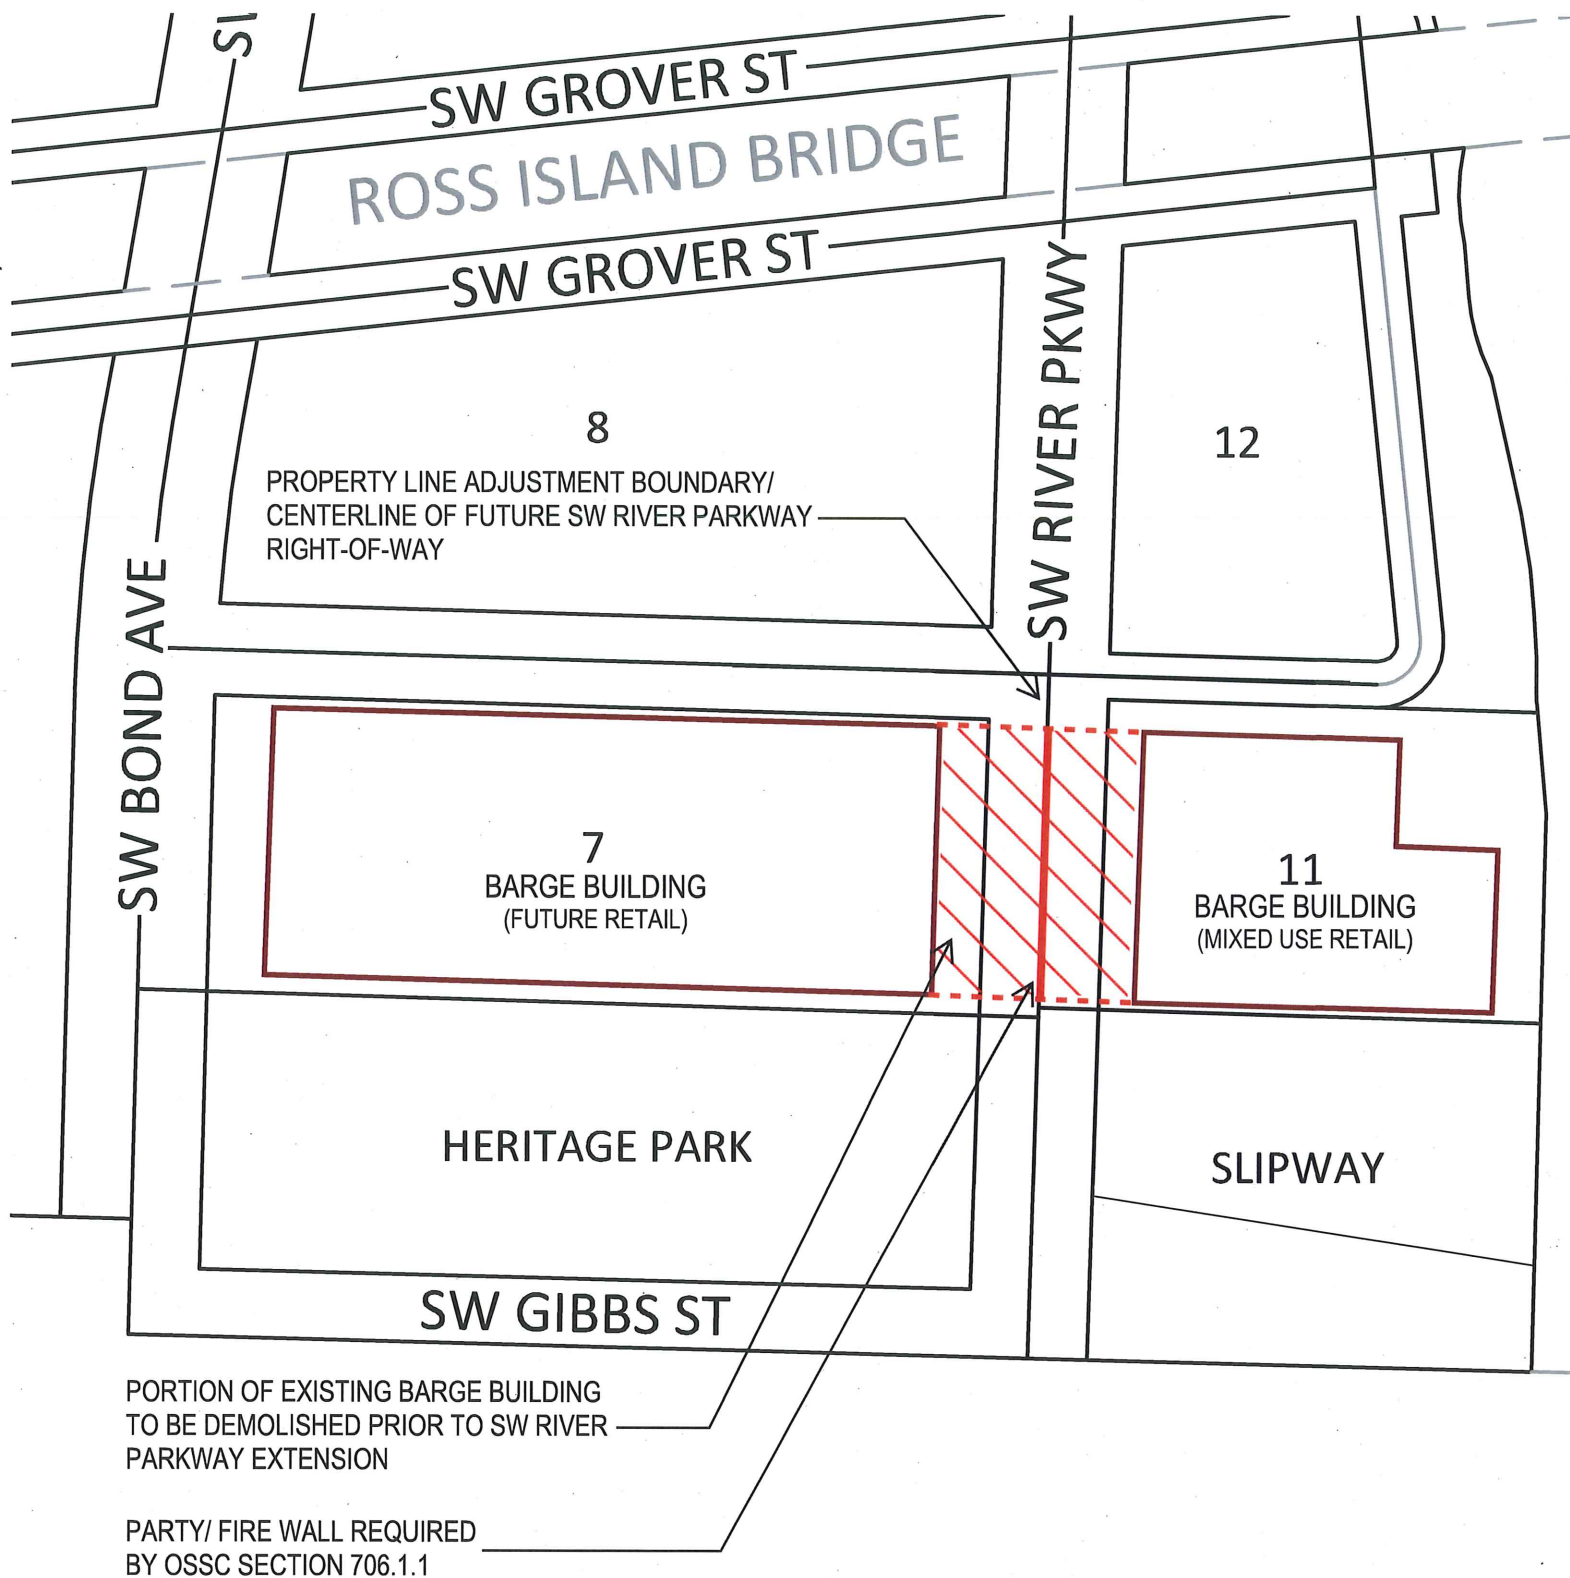 SW GROVER ST
ROSS ISLAND BRIDGE
SW GROVER ST
SW RIVER PKWY
8
12
PROPERTY LINE ADJUSTMENT BOUNDARY/
CENTERLINE OF FUTURE SW RIVER PARKWAY
RIGHT-OF-WAY
SW BOND AVE
7
BARGE BUILDING
(FUTURE RETAIL)
11
BARGE BUILDING
(MIXED USE RETAIL)
HERITAGE PARK
SLIPWAY
SW GIBBS ST
PORTION OF EXISTING BARGE BUILDING
TO BE DEMOLISHED PRIOR TO SW RIVER
PARKWAY EXTENSION
PARTY/ FIRE WALL REQUIRED
BY OSSC SECTION 706.1.1